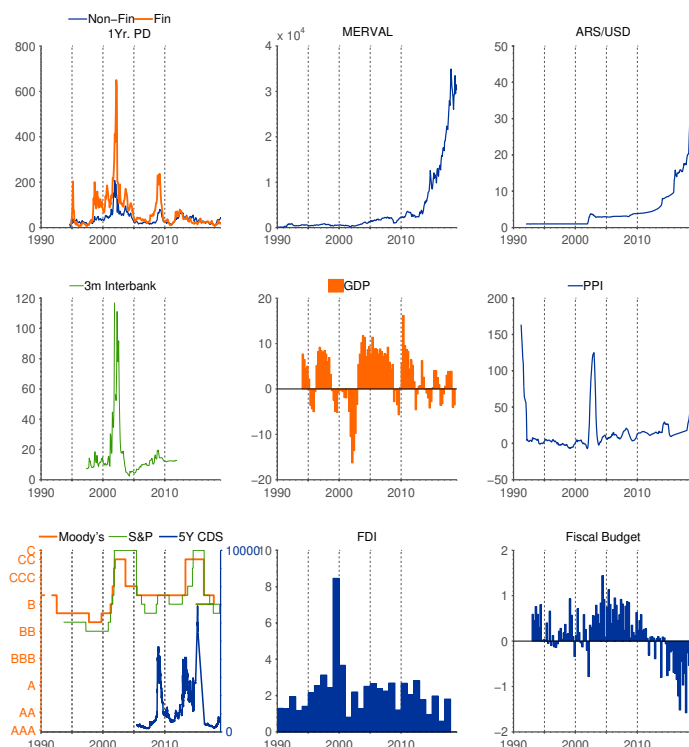 Non−Fin Fin
1Yr. PD
800
600
400
200
0
1990 2000 2010
MERVAL
x 10^4
4
3
2
1
0
1990 2000 2010
ARS/USD
50
40
30
20
10
0
1990 2000 2010
3m Interbank
120
100
80
60
40
20
0
1990 2000 2010
GDP
20
10
0
−10
−20
1990 2000 2010
PPI
200
150
100
50
0
−50
1990 2000 2010
Moody's S&P 5Y CDS
C
CC
CCC
B
BB
BBB
A
AA
AAA
10000
0
1990 2000 2010
FDI
10
8
6
4
2
0
1990 2000 2010
Fiscal Budget
2
1
0
−1
−2
1990 2000 2010